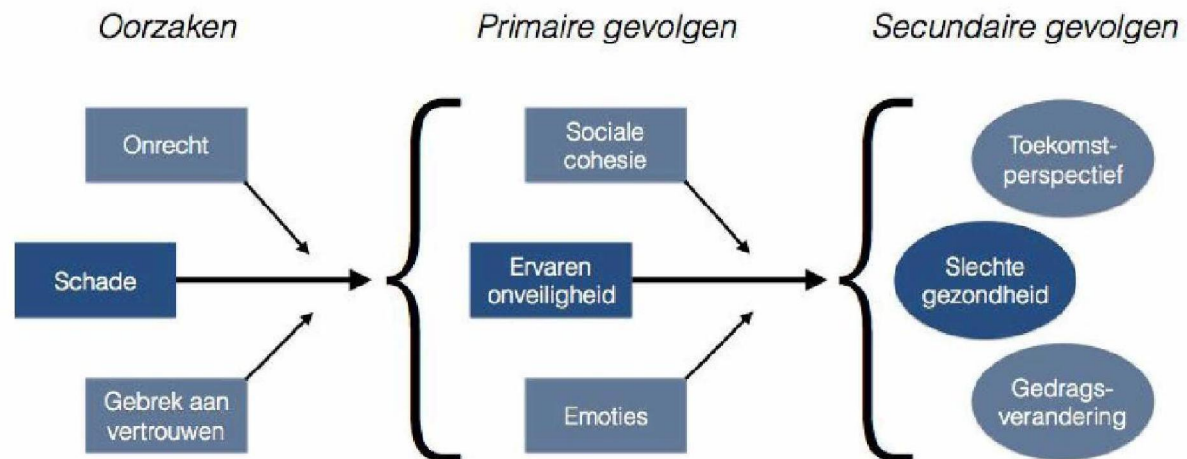 Oorzaken
Primaire gevolgen
Secundaire gevolgen
Onrecht
Schade
Gebrek aan
vertrouwen
Sociale
cohesie
Ervaren
onveiligheid
Emoties
Toekomst-
perspectief
Slechte
gezondheid
Gedrags-
verandering